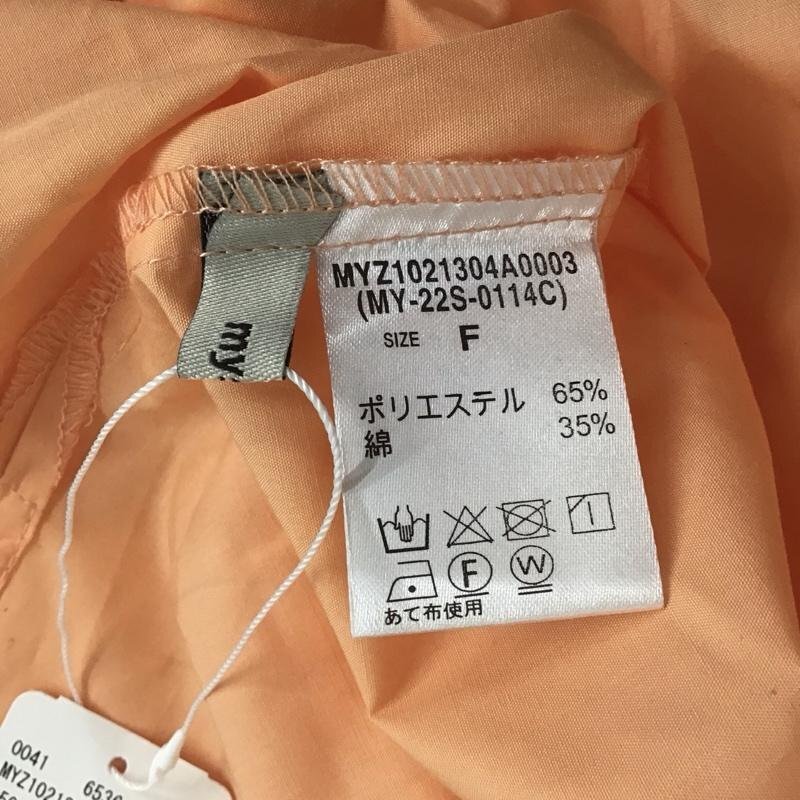 MYZ1021304A0003
(MY-22S-0114C)
SIZE F
ポリエステル 65%
綿 35%
F W
あて布使用
my
0041